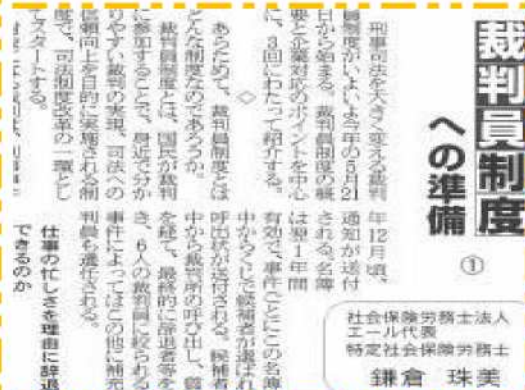 裁判員制度
への準備
①
社会保険労務士法人
エール代表
特定社会保険労務士
鎌倉 珠美
刑事司法を大きく変える裁判
員制度がいよいよ今年の5月21
日から始まる。裁判員制度の概
要と企業対応のポイントを中心
に、3回にわたって紹介する。
◇
あらためて、裁判員制度とは
どんな制度なのであろうか。
裁判員制度とは、国民が裁判
に参加することで、身近で分か
りやすい裁判の実現、司法への
信頼向上を目的に実施される制
度で、司法制度改革の一環とし
てスタートする。
年12月頃、
通知が送付
される。名簿
は翌1年間
有効で、事件ごとにこの名簿
中からくじで候補者が選ばれ
呼出状が送付される。候補者
中から裁判所の呼び出し、質
を経て、最終的に辞退者等を
き、6人の裁判員に絞られる
事件によってはこの他に補充
判員も選任される。
仕事の忙しさを理由に辞退
できるのか